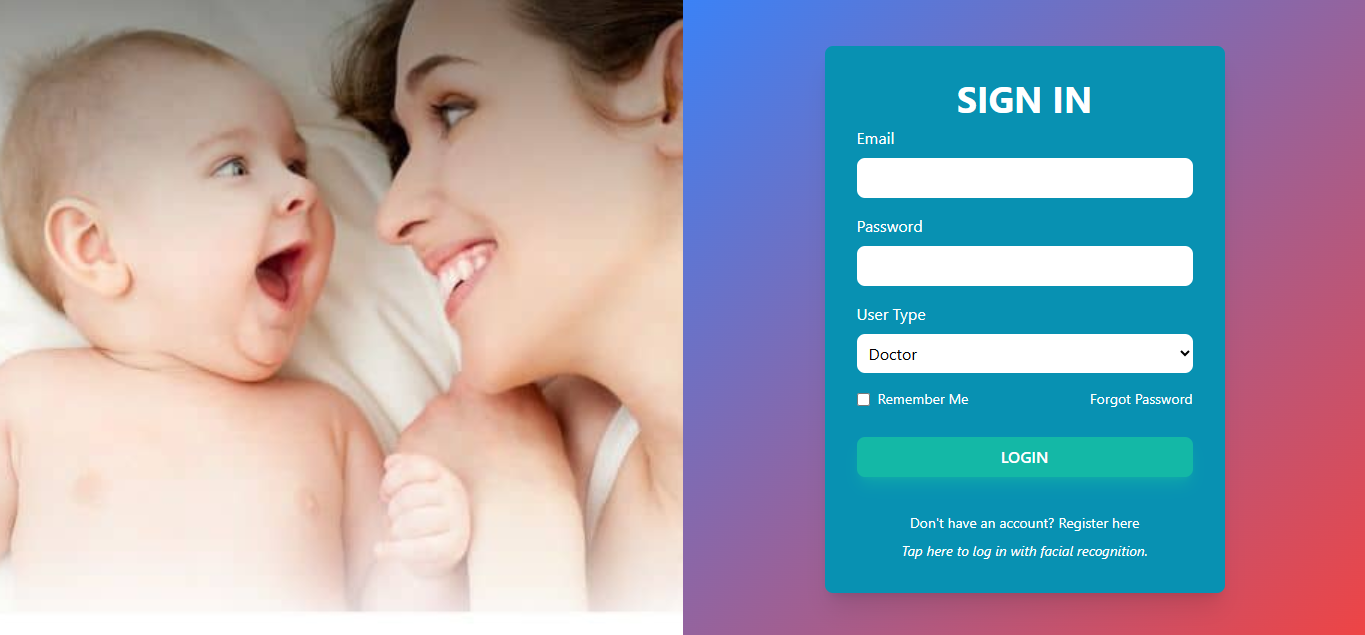 SIGN IN
Email
Password
User Type
Doctor
Remember Me
Forgot Password
LOGIN
Don't have an account? Register here
Tap here to log in with facial recognition.